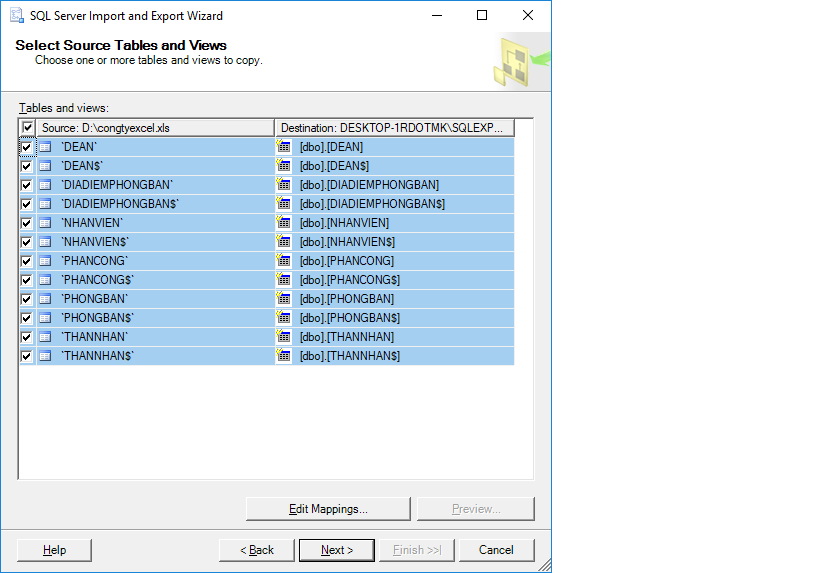 SQL Server Import and Export Wizard
Select Source Tables and Views
Choose one or more tables and views to copy.
Tables and views:
Source: D:\congtyexcel.xls Destination: DESKTOP-1RDOTMK\SQLEXP...
`DEAN` [dbo].[DEAN]
`DEAN$` [dbo].[DEAN$]
`DIADIEMPHONGBAN` [dbo].[DIADIEMPHONGBAN]
`DIADIEMPHONGBAN$` [dbo].[DIADIEMPHONGBAN$]
`NHANVIEN` [dbo].[NHANVIEN]
`NHANVIEN$` [dbo].[NHANVIEN$]
`PHANCONG` [dbo].[PHANCONG]
`PHANCONG$` [dbo].[PHANCONG$]
`PHONGBAN` [dbo].[PHONGBAN]
`PHONGBAN$` [dbo].[PHONGBAN$]
`THANNHAN` [dbo].[THANNHAN]
`THANNHAN$` [dbo].[THANNHAN$]
Edit Mappings... Preview...
Help < Back Next > Finish >>| Cancel